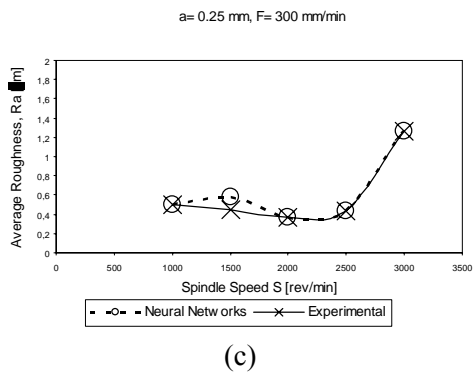 a= 0.25 mm, F= 300 mm/min
Average Roughness, Ra m
2
1,8
1,6
1,4
1,2
1
0,8
0,6
0,4
0,2
0
0 500 1000 1500 2000 2500 3000 3500
Spindle Speed S [rev/min]
Neural Netw orks Experimental
(c)